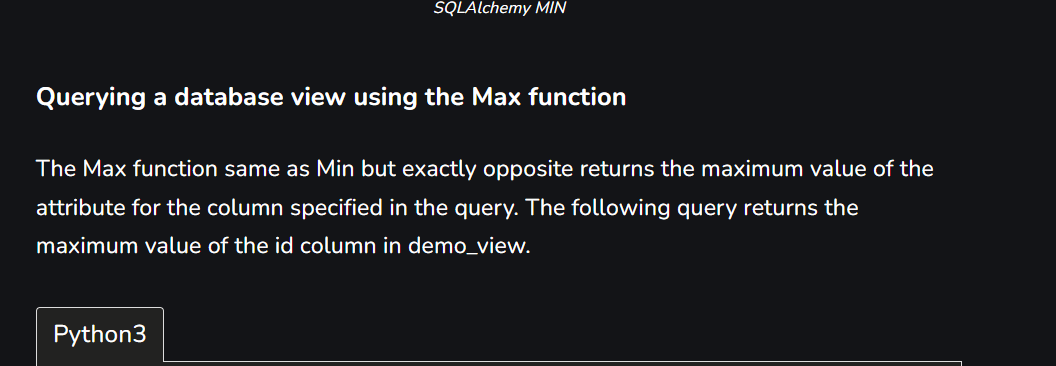 SQLAlchemy MIN
Querying a database view using the Max function
The Max function same as Min but exactly opposite returns the maximum value of the
attribute for the column specified in the query. The following query returns the
maximum value of the id column in demo_view.
Python3